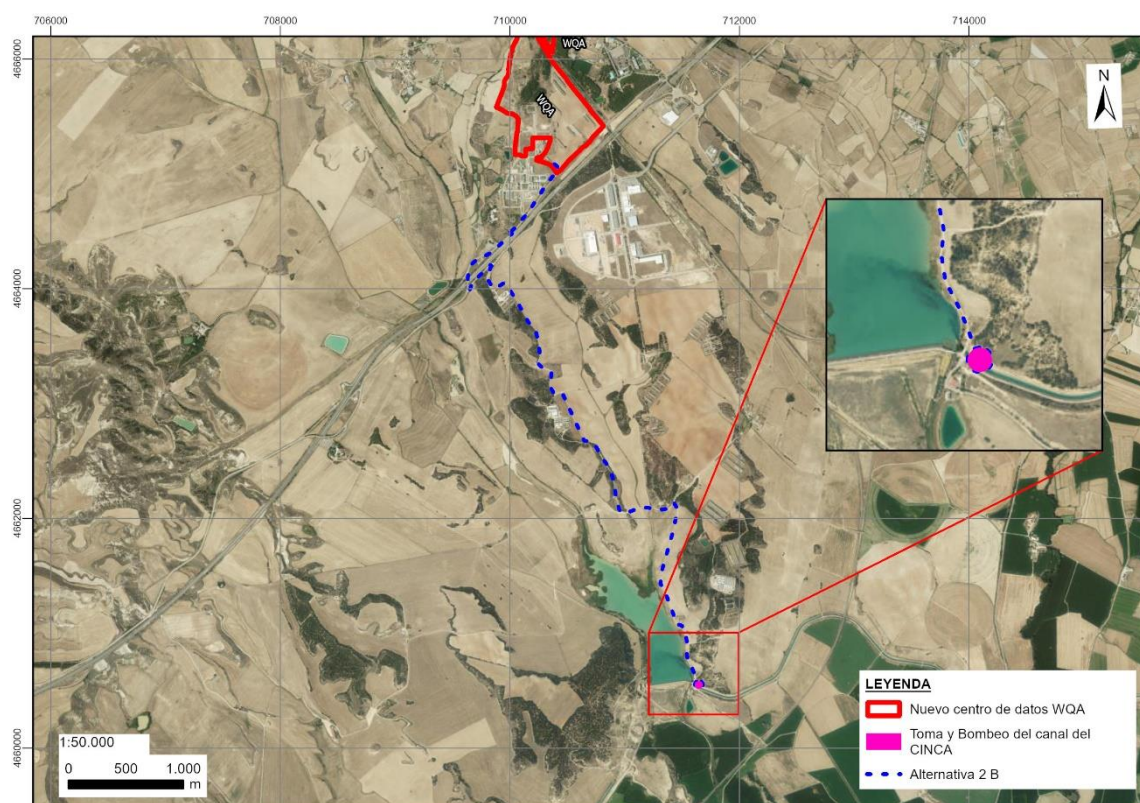 706000
708000
710000
712000
714000
4666000
4664000
4662000
4660000
WQA
WQA
N
1:50.000
0 500 1.000
m
LEYENDA
Nuevo centro de datos WQA
Toma y Bombeo del canal del
CINCA
Alternativa 2 B